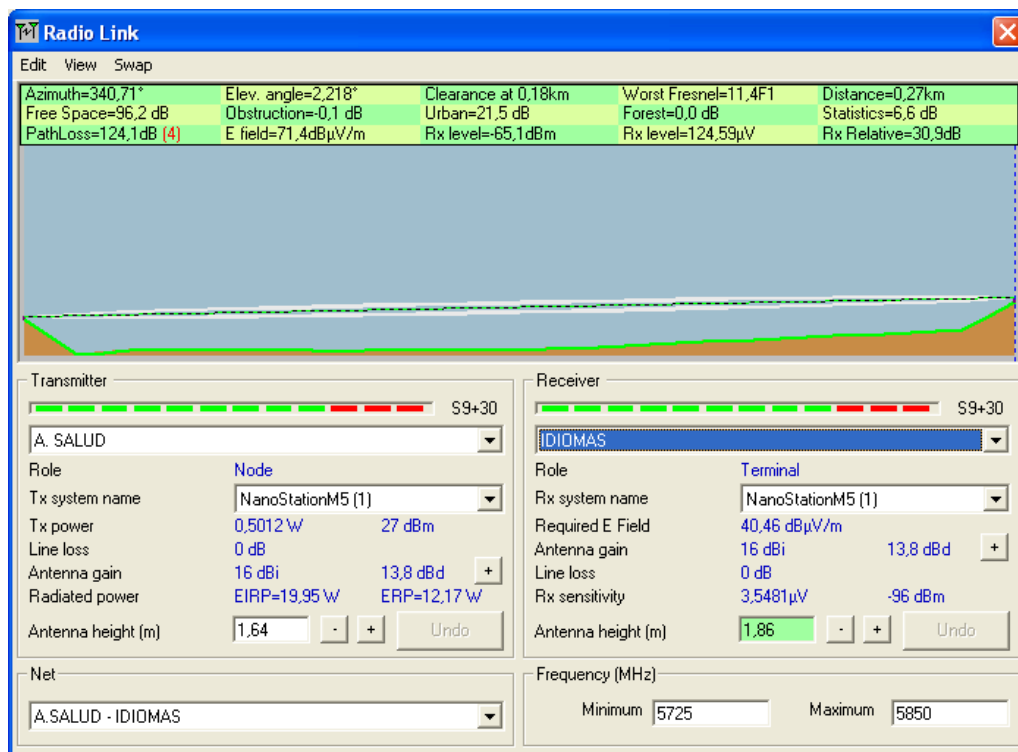 Radio Link
Edit View Swap
Azimuth=340,71° Elev. angle=2,218° Clearance at 0,18km Worst Fresnel=11,4F1 Distance=0,27km
Free Space=96,2 dB Obstruction=-0,1 dB Urban=21,5 dB Forest=0,0 dB Statistics=6,6 dB
PathLoss=124,1dB (4) E field=71,4dBµV/m Rx level=-65,1dBm Rx level=124,59µV Rx Relative=30,9dB
Transmitter
S9+30
A. SALUD
Role Node
Tx system name NanoStationM5 (1)
Tx power 0,5012 W 27 dBm
Line loss 0 dB
Antenna gain 16 dBi 13,8 dBd +
Radiated power EIRP=19,95 W ERP=12,17 W
Antenna height (m) 1,64 - + Undo
Net
A.SALUD - IDIOMAS
Receiver
S9+30
IDIOMAS
Role Terminal
Rx system name NanoStationM5 (1)
Required E Field 40,46 dBµV/m
Antenna gain 16 dBi 13,8 dBd +
Line loss 0 dB
Rx sensitivity 3,5481µV -96 dBm
Antenna height (m) 1,86 - + Undo
Frequency (MHz)
Minimum 5725 Maximum 5850